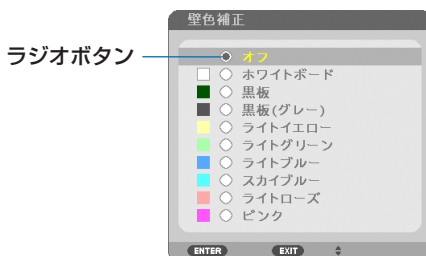 壁色補正
ラジオボタン
オフ
ホワイトボード
黒板
黒板(グレー)
ライトイエロー
ライトグリーン
ライトブルー
スカイブルー
ライトローズ
ピンク
ENTER EXIT